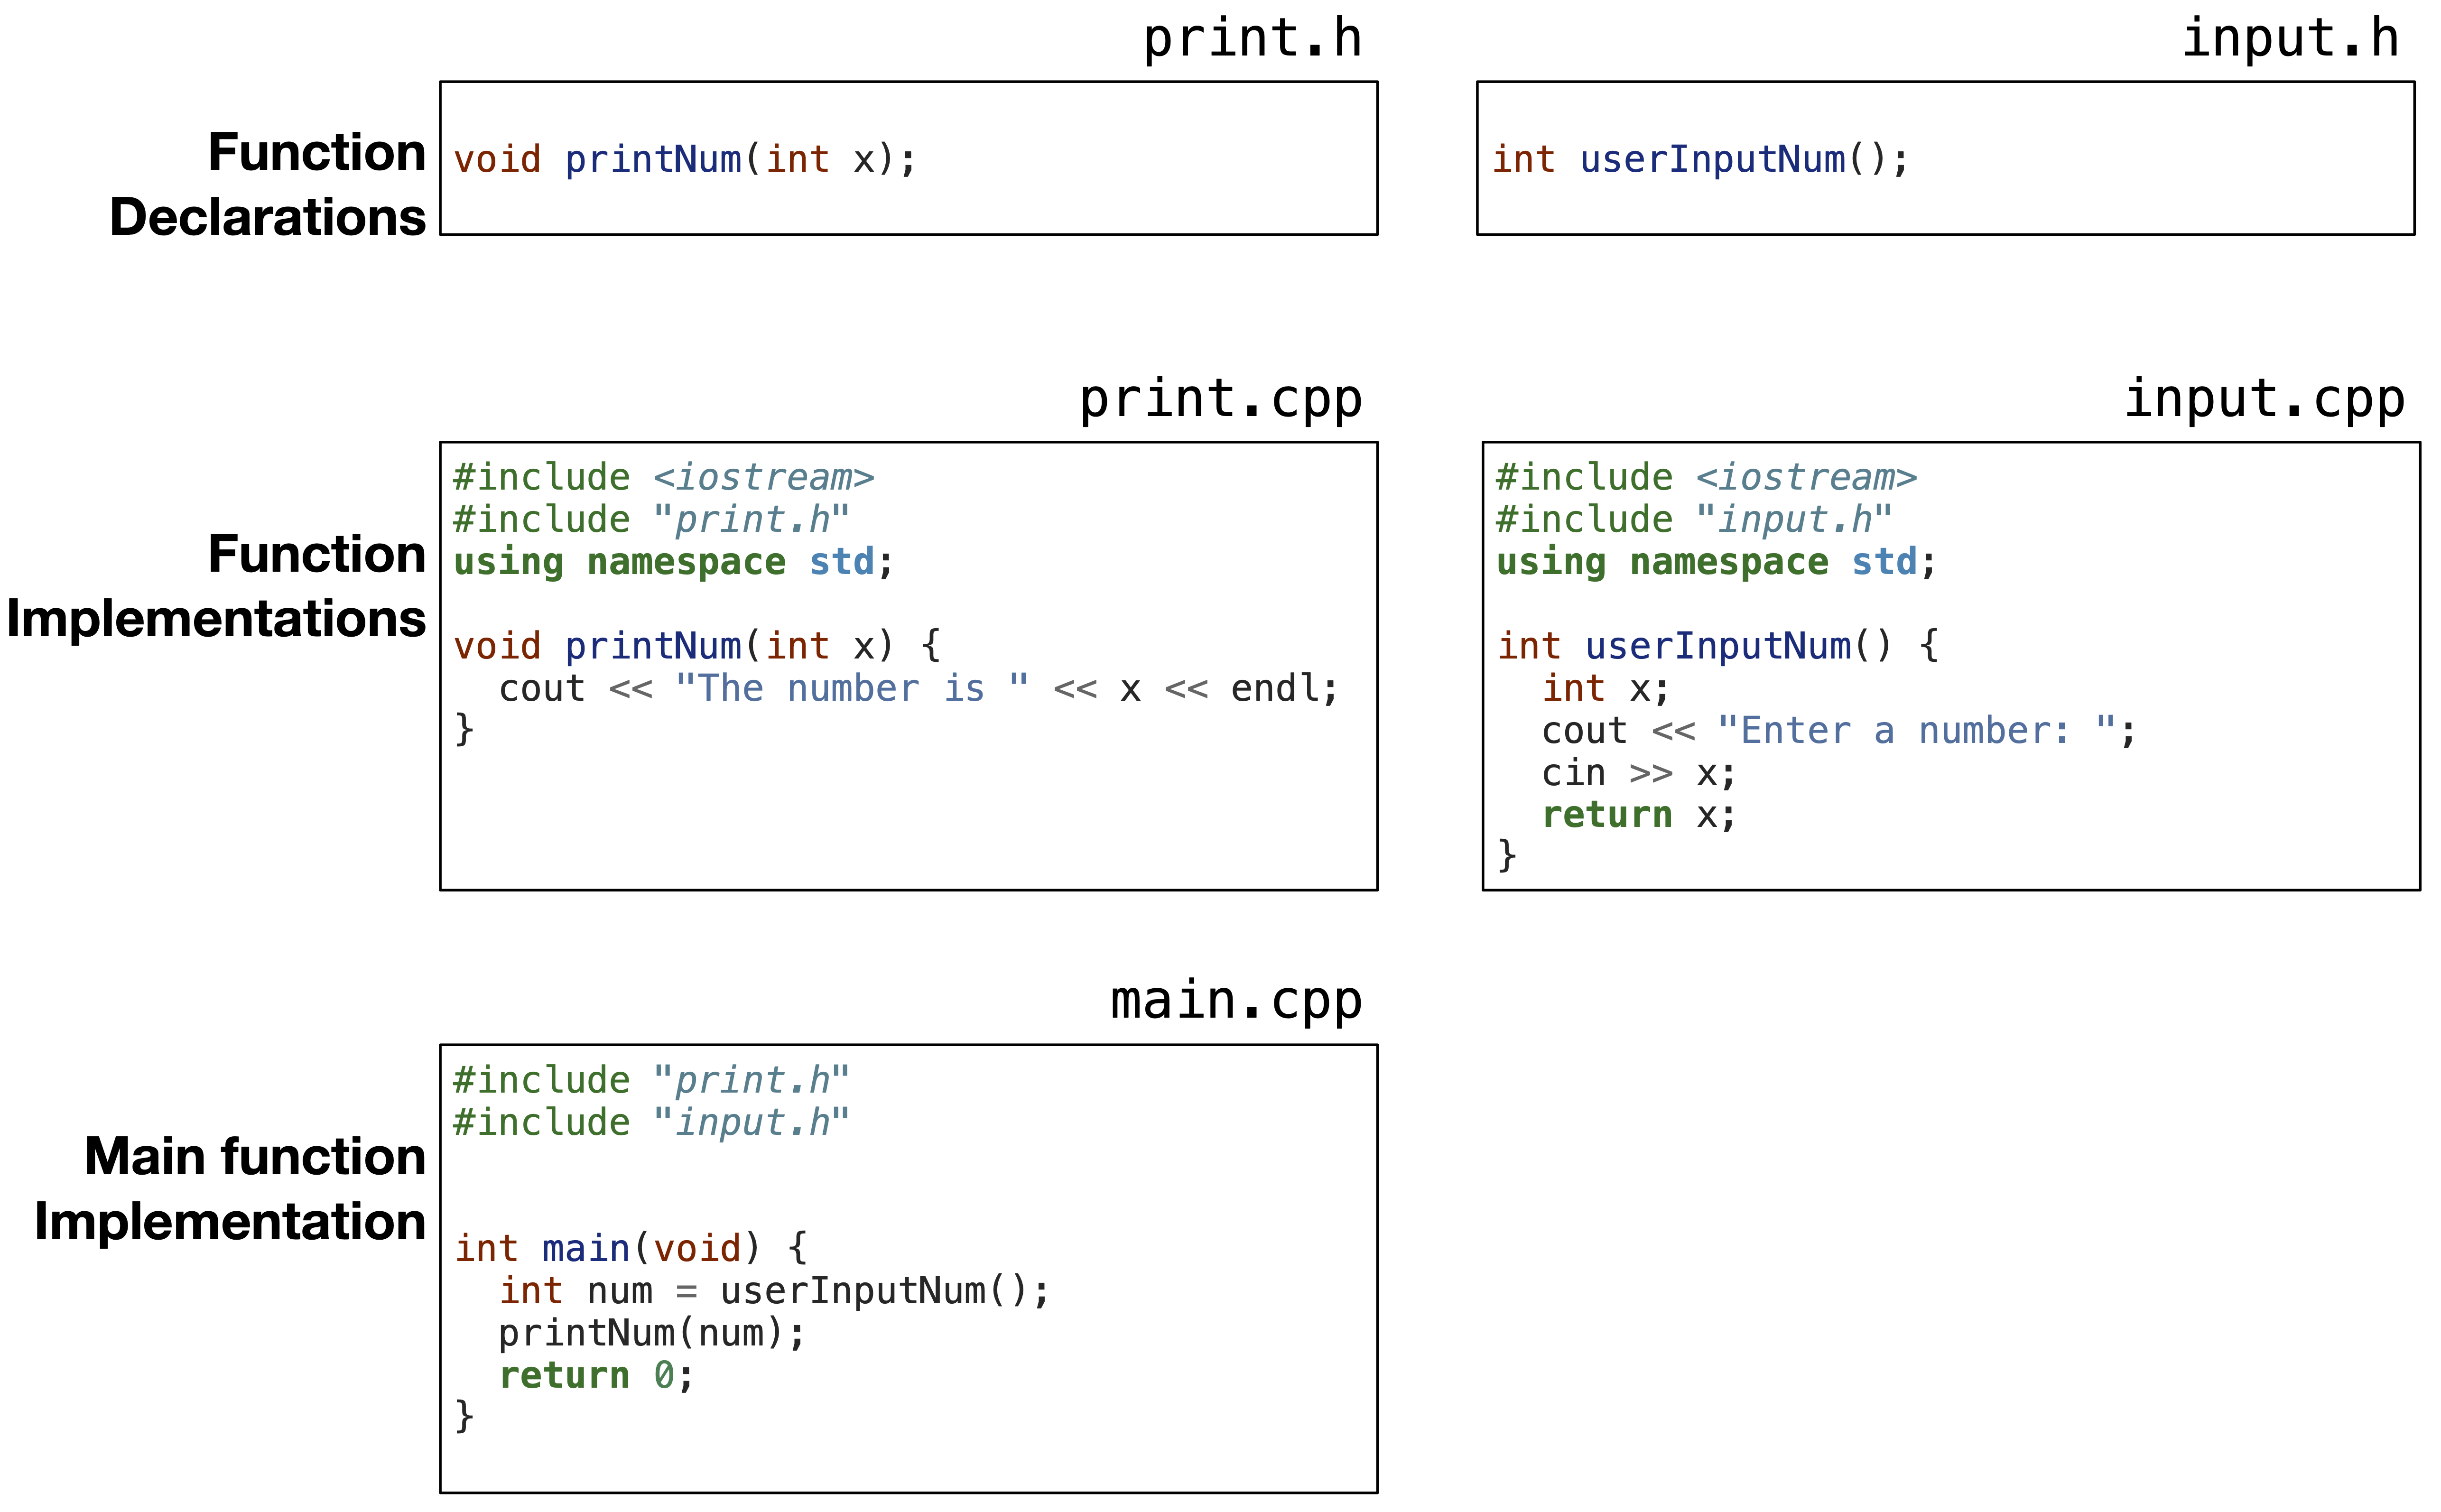 print.h
input.h
Function
Declarations
void printNum(int x);
int userInputNum();
print.cpp
input.cpp
Function
Implementations
#include <iostream>
#include "print.h"
using namespace std;
void printNum(int x) {
  cout << "The number is " << x << endl;
}
#include <iostream>
#include "input.h"
using namespace std;
int userInputNum() {
  int x;
  cout << "Enter a number: ";
  cin >> x;
  return x;
}
main.cpp
Main function
Implementation
#include "print.h"
#include "input.h"
int main(void) {
  int num = userInputNum();
  printNum(num);
  return 0;
}